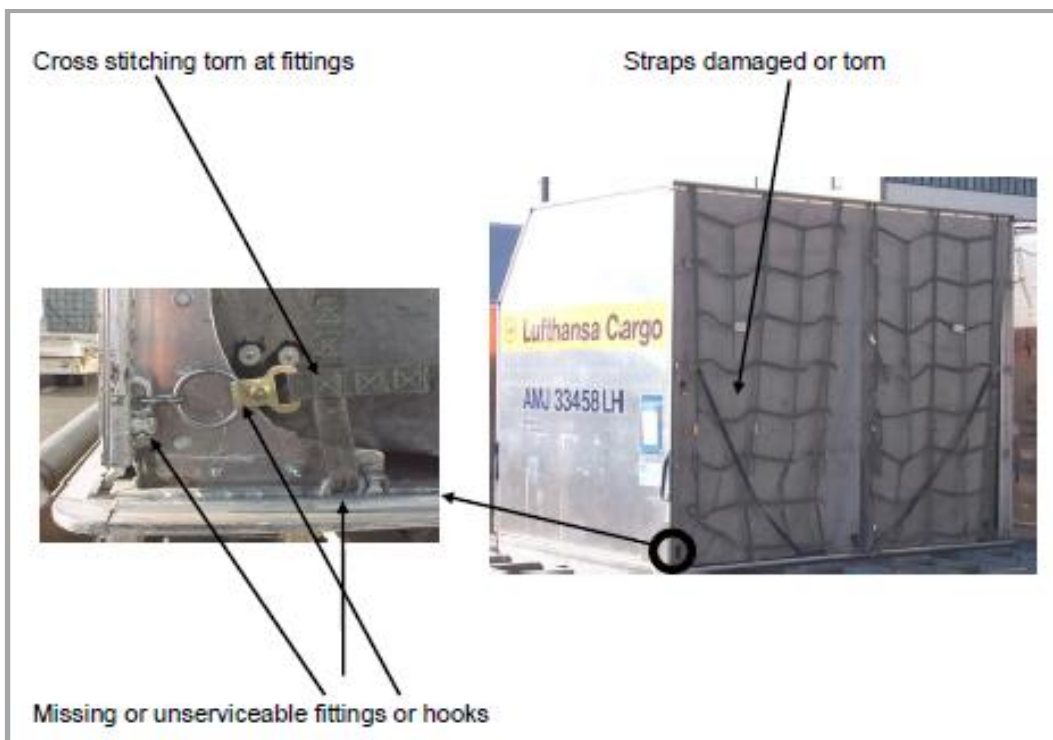 Cross stitching torn at fittings
Straps damaged or torn
Lufthansa Cargo
AMJ 33458 LH
Missing or unserviceable fittings or hooks